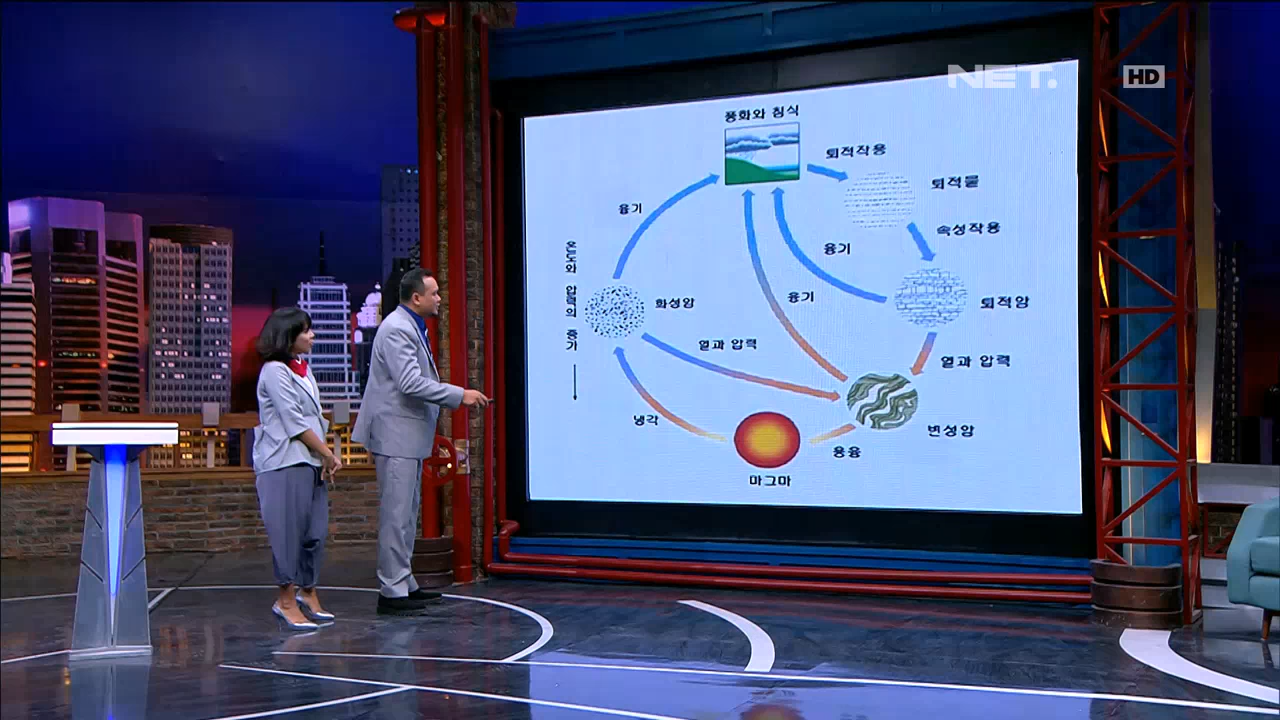 NET.
HD
풍화와 침식
퇴적작용
퇴적물
융기
속성작용
융기
온도와 압력의 증가
융기
화성암
퇴적암
열과 압력
열과 압력
냉각
변성암
용융
마그마